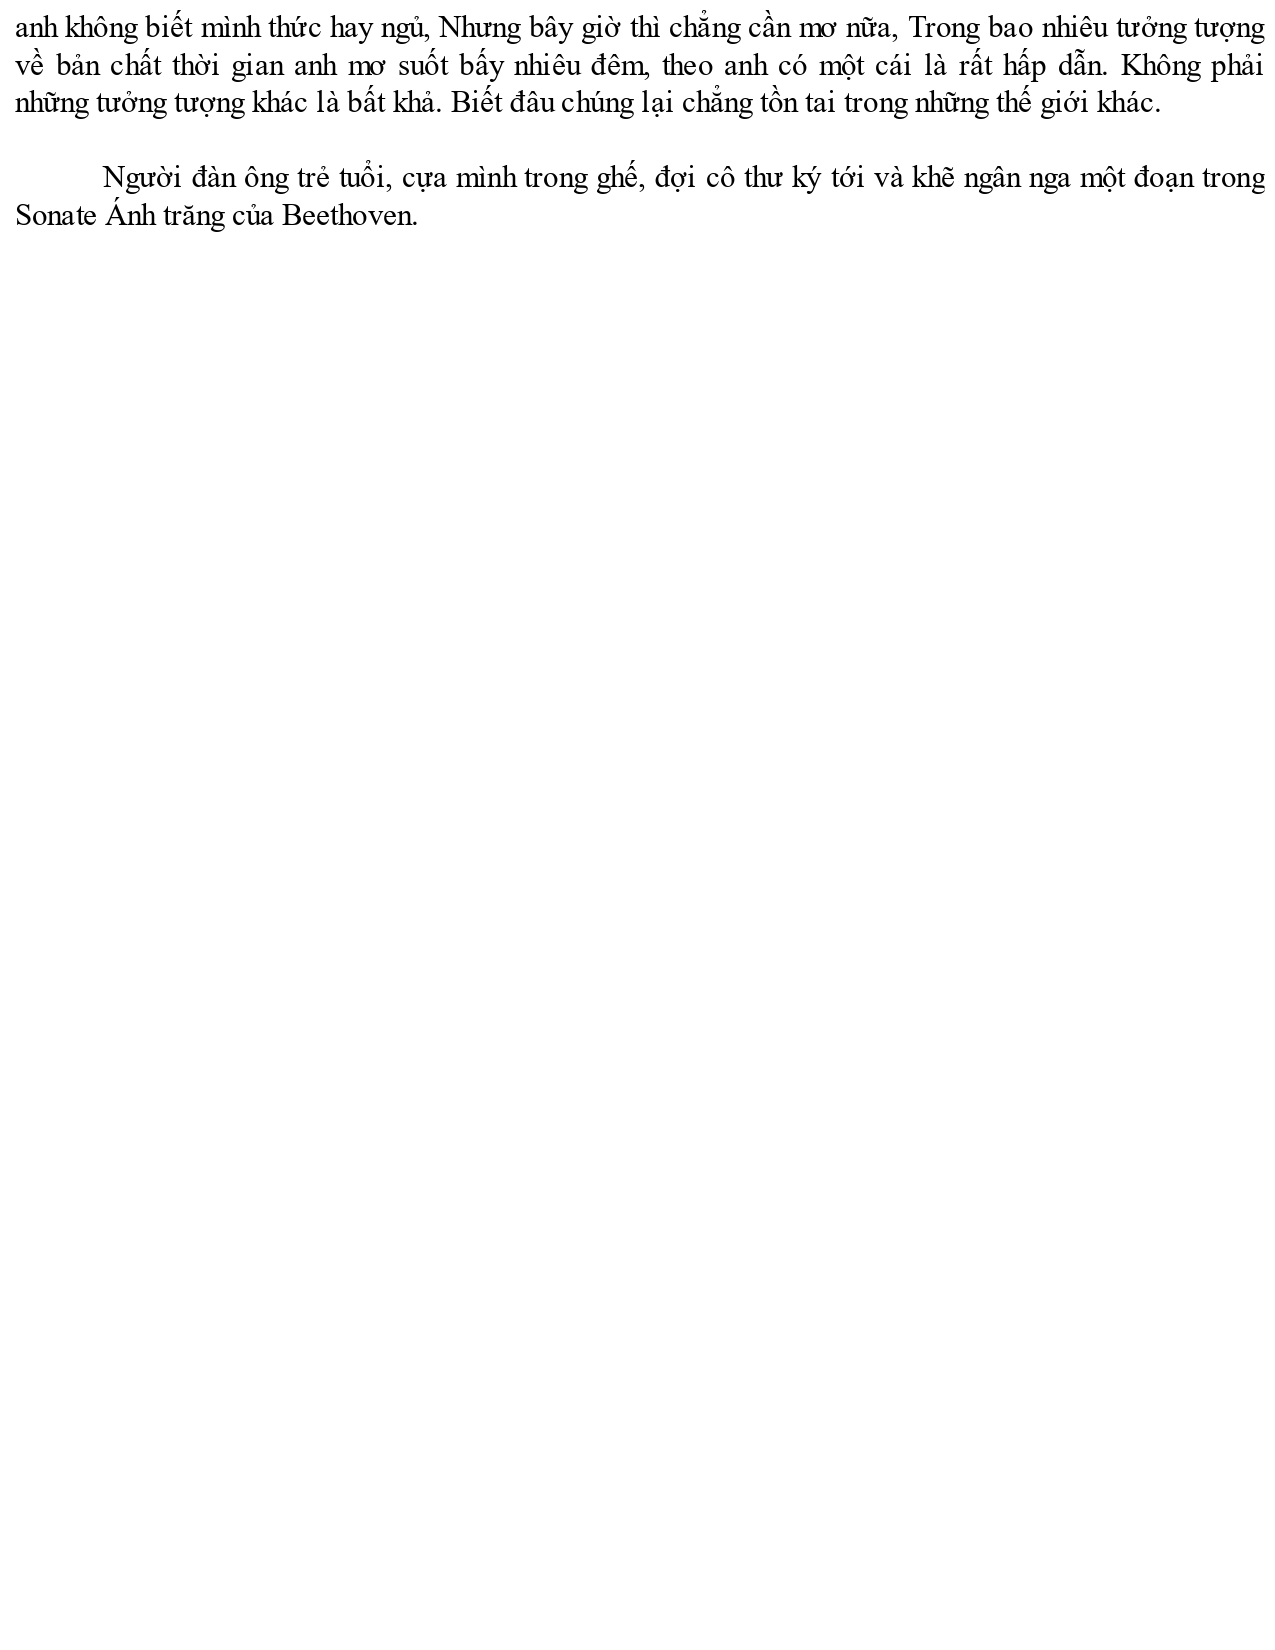 anh không biết mình thức hay ngủ, Nhưng bây giờ thì chẳng cần mơ nữa, Trong bao nhiêu tưởng tượng
về bản chất thời gian anh mơ suốt bấy nhiêu đêm, theo anh có một cái là rất hấp dẫn. Không phải
những tưởng tượng khác là bất khả. Biết đâu chúng lại chẳng tồn tai trong những thế giới khác.
Người đàn ông trẻ tuổi, cựa mình trong ghế, đợi cô thư ký tới và khẽ ngân nga một đoạn trong
Sonate Ánh trăng của Beethoven.